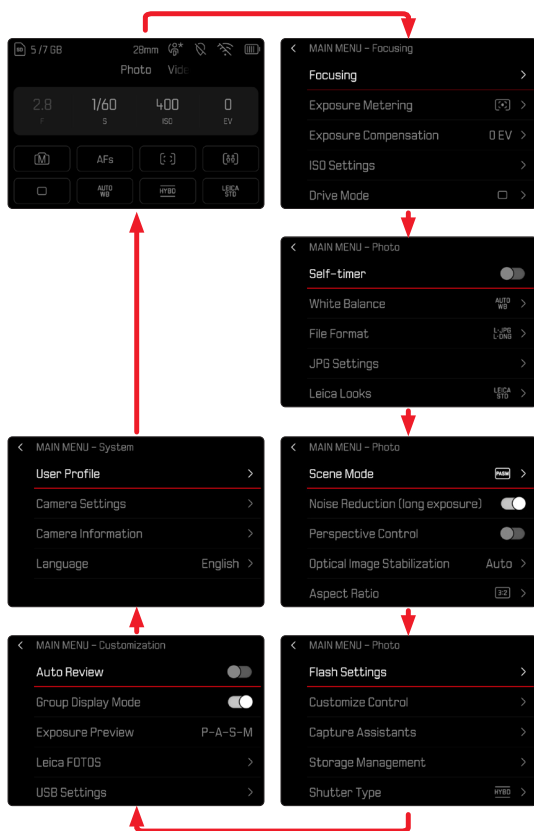 5 / 7 GB 28mm
Photo Vide
2.8 1/60 400 0
F S ISO EV
M AFs
AUTO WB HYBD LEICA STD
MAIN MENU – Focusing
Focusing
Exposure Metering
Exposure Compensation 0 EV
ISO Settings
Drive Mode
MAIN MENU – Photo
Self-timer
White Balance AUTO WB
File Format L-JPG L-DNG
JPG Settings
Leica Looks LEICA STD
MAIN MENU – System
User Profile
Camera Settings
Camera Information
Language English
MAIN MENU – Photo
Scene Mode PASM
Noise Reduction (long exposure)
Perspective Control
Optical Image Stabilization Auto
Aspect Ratio 3:2
MAIN MENU – Customization
Auto Review
Group Display Mode
Exposure Preview P-A-S-M
Leica FOTOS
USB Settings
MAIN MENU – Photo
Flash Settings
Customize Control
Capture Assistants
Storage Management
Shutter Type HYBD